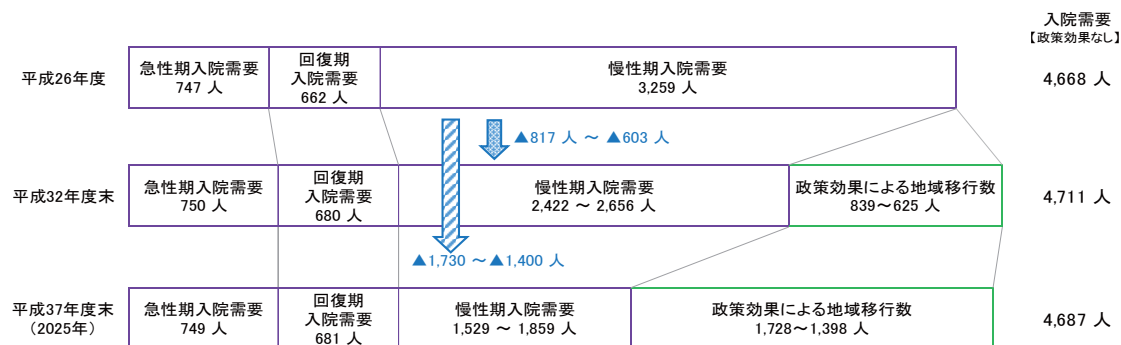 入院需要
【政策効果なし】
平成26年度
急性期入院需要
747 人
回復期
入院需要
662 人
慢性期入院需要
3,259 人
4,668 人
▲817 人 ～ ▲603 人
平成32年度末
急性期入院需要
750 人
回復期
入院需要
680 人
慢性期入院需要
2,422 ～ 2,656 人
政策効果による地域移行数
839～625 人
4,711 人
▲1,730 ～▲1,400 人
平成37年度末
（2025年）
急性期入院需要
749 人
回復期
入院需要
681 人
慢性期入院需要
1,529 ～ 1,859 人
政策効果による地域移行数
1,728～1,398 人
4,687 人